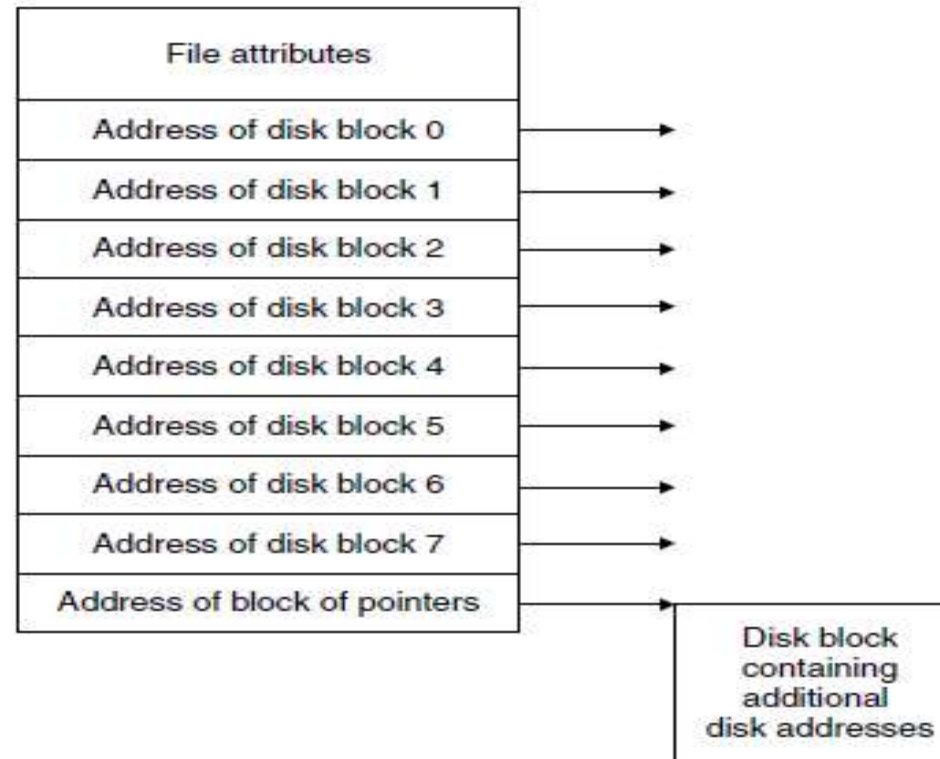 File attributes
Address of disk block 0
Address of disk block 1
Address of disk block 2
Address of disk block 3
Address of disk block 4
Address of disk block 5
Address of disk block 6
Address of disk block 7
Address of block of pointers
Disk block
containing
additional
disk addresses